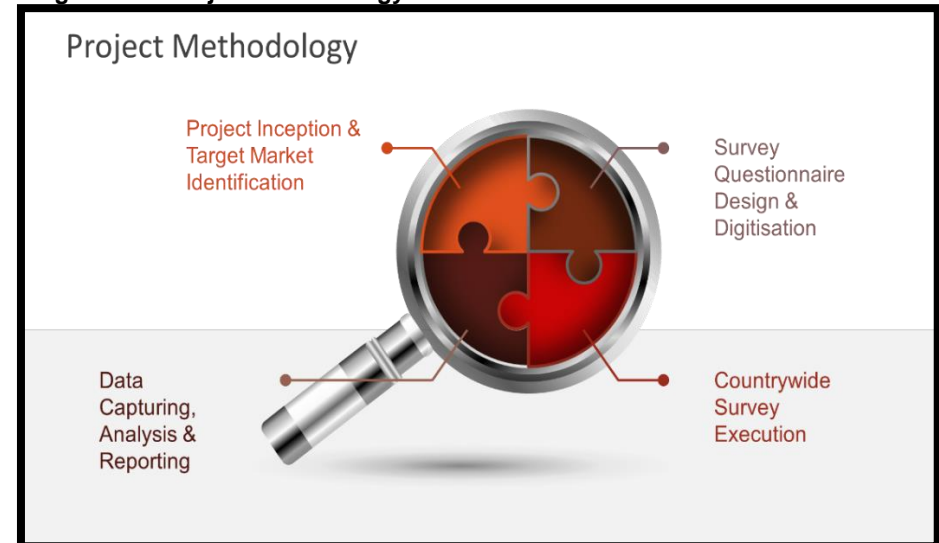 Project Methodology
Project Inception &
Target Market
Identification
Survey
Questionnaire
Design &
Digitisation
Data
Capturing,
Analysis &
Reporting
Countrywide
Survey
Execution